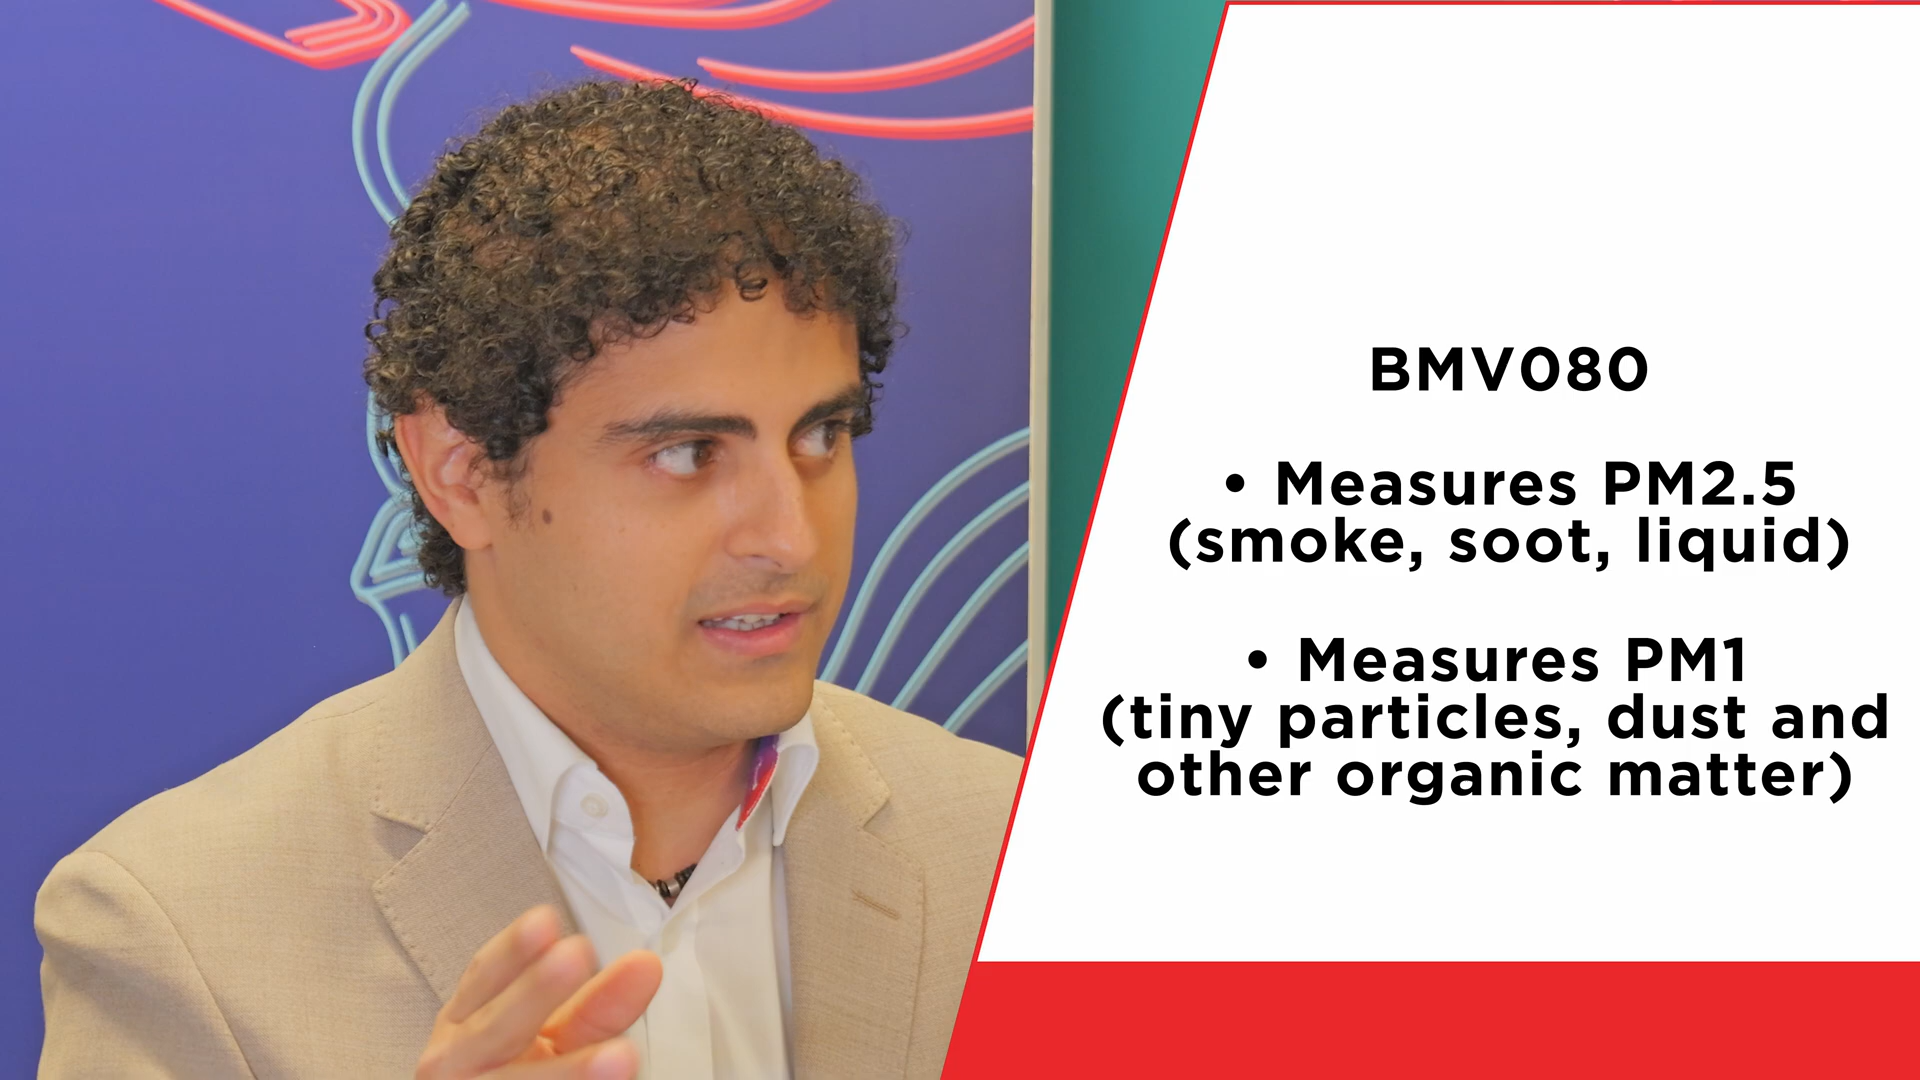 BMV080
• Measures PM2.5
(smoke, soot, liquid)
• Measures PM1
(tiny particles, dust and
other organic matter)